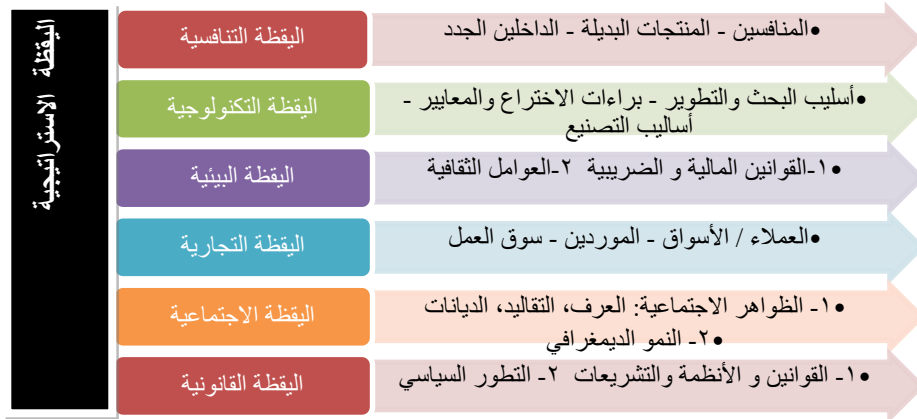 اليقظة الاستراتيجية
اليقظة التنافسية
•المنافسين - المنتجات البديلة - الداخلين الجدد
اليقظة التكنولوجية
•أسليب البحث والتطوير - براءات الاختراع والمعايير -
أساليب التصنيع
اليقظة البيئية
•١-القوانين المالية و الضريبية ٢-العوامل الثقافية
اليقظة التجارية
•العملاء / الأسواق - الموردين - سوق العمل
اليقظة الاجتماعية
•١- الظواهر الاجتماعية: العرف، التقاليد، الديانات
•٢- النمو الديمغرافي
اليقظة القانونية
•١- القوانين و الأنظمة والتشريعات ٢- التطور السياسي